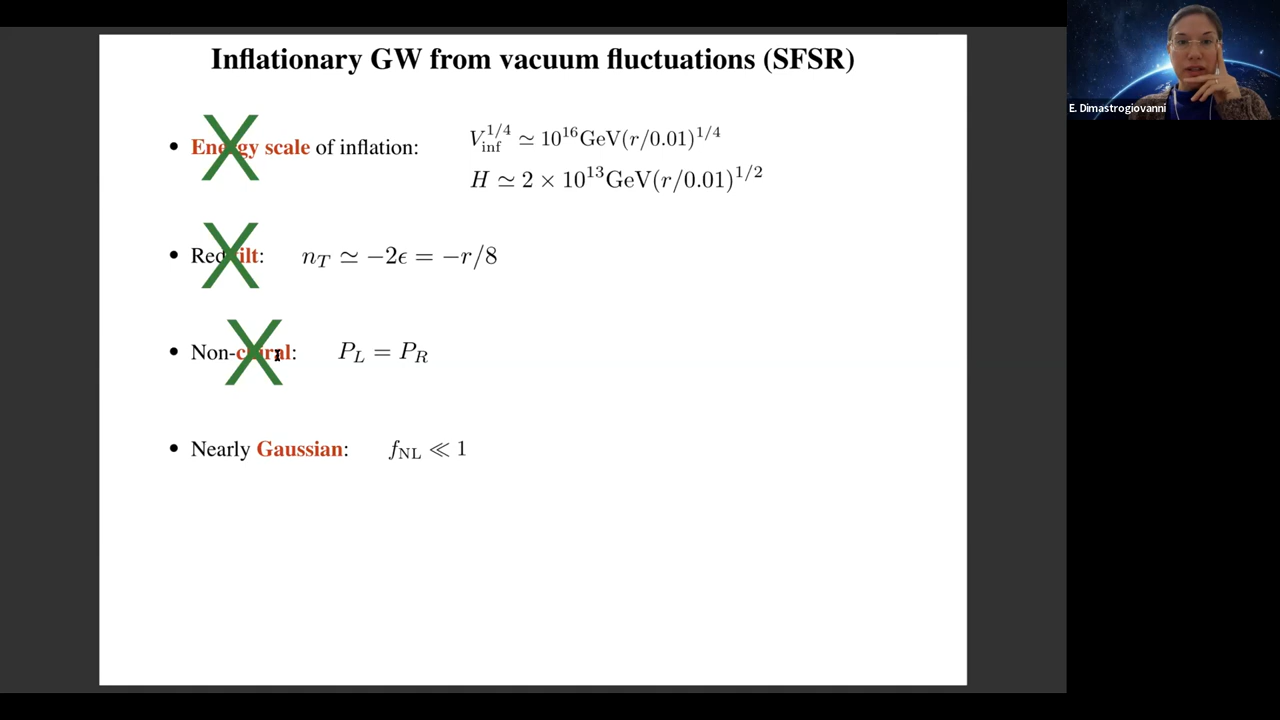 Inflationary GW from vacuum fluctuations (SFSR)
E. Dimastrogiovanni
• Energy scale of inflation: V_inf^{1/4} ≃ 10^{16}GeV(r/0.01)^{1/4}
H ≃ 2 × 10^{13}GeV(r/0.01)^{1/2}
• Red tilt: n_T ≃ −2ϵ = −r/8
• Non-chiral: P_L = P_R
• Nearly Gaussian: f_NL ≪ 1